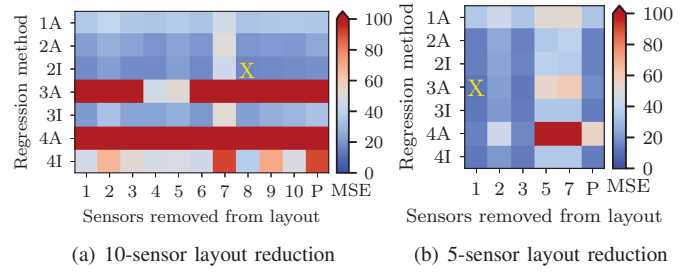 Regression method
1A
2A
2I
3A
3I
4A
4I
X
1 2 3 4 5 6 7 8 9 10 P MSE
100
80
60
40
20
0
Sensors removed from layout
(a) 10-sensor layout reduction
Regression method
1A
2A
2I
3A
3I
4A
4I
X
1 2 3 5 7 P MSE
100
80
60
40
20
0
Sensors removed from layout
(b) 5-sensor layout reduction